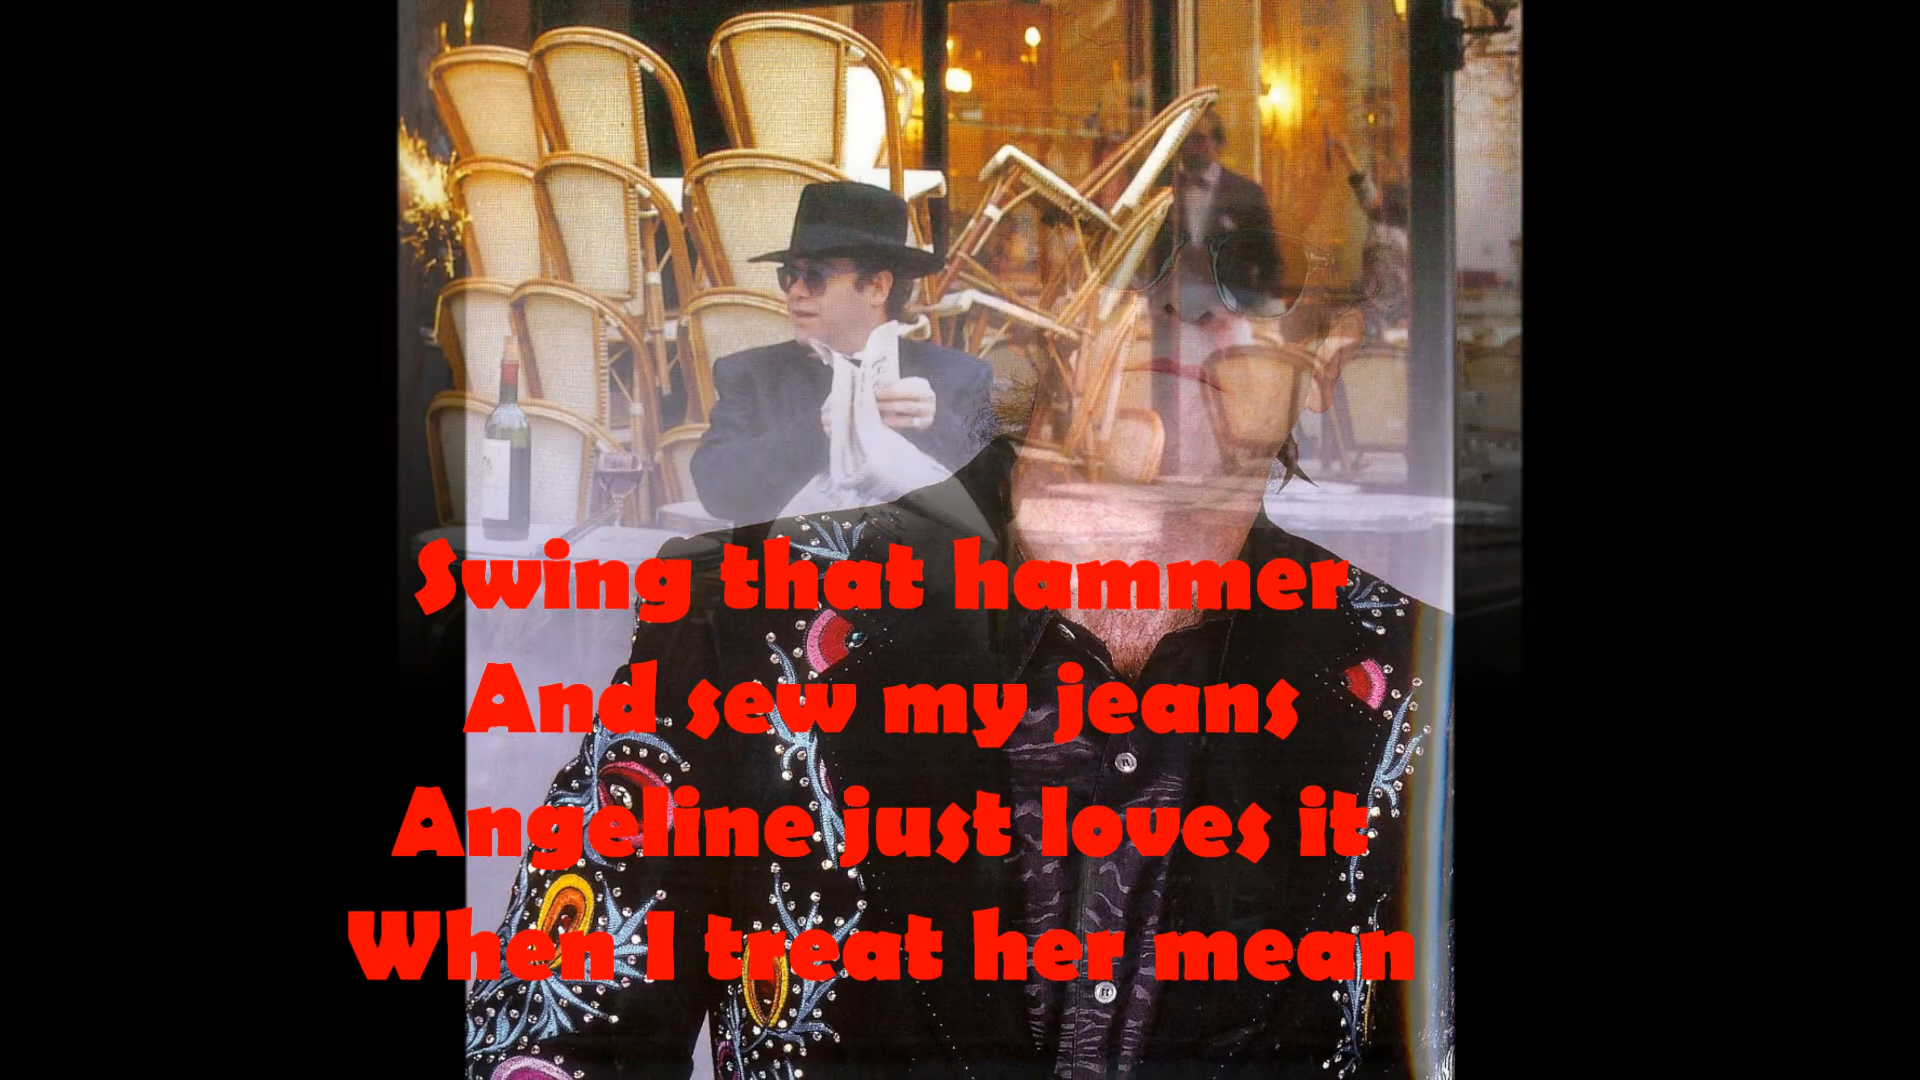 Swing that hammer
And sew my jeans
Angeline just loves it
When I treat her mean